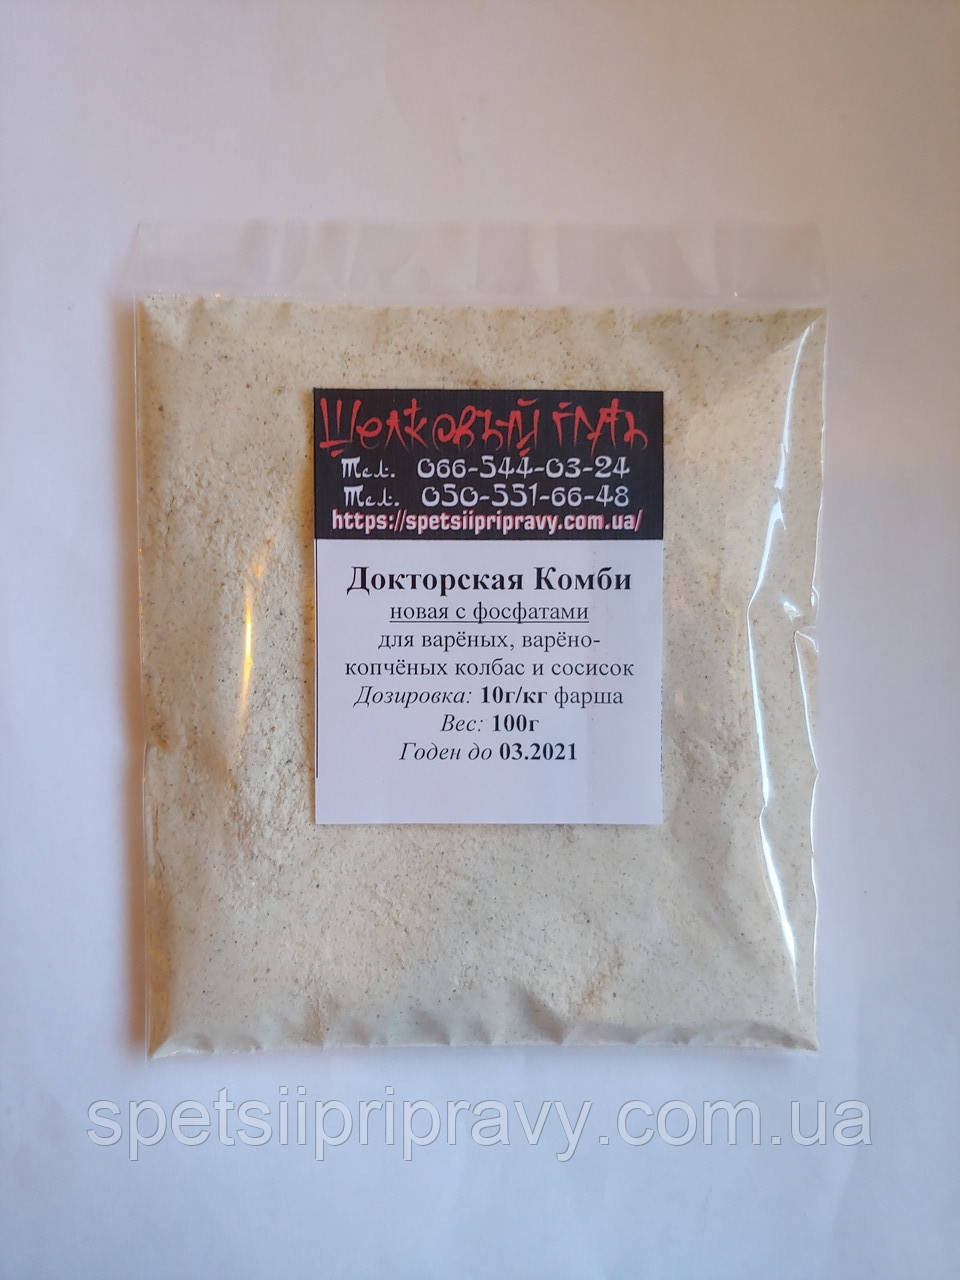 Шелковый Путь
Тел. 066-544-03-24
Тел. 050-551-66-48
https://spetsiipripravy.com.ua/
Докторская Комби
новая с фосфатами
для варёных, варёно-
копчёных колбас и сосисок
Дозировка: 10г/кг фарша
Вес: 100г
Годен до 03.2021
spetsiipripravy.com.ua